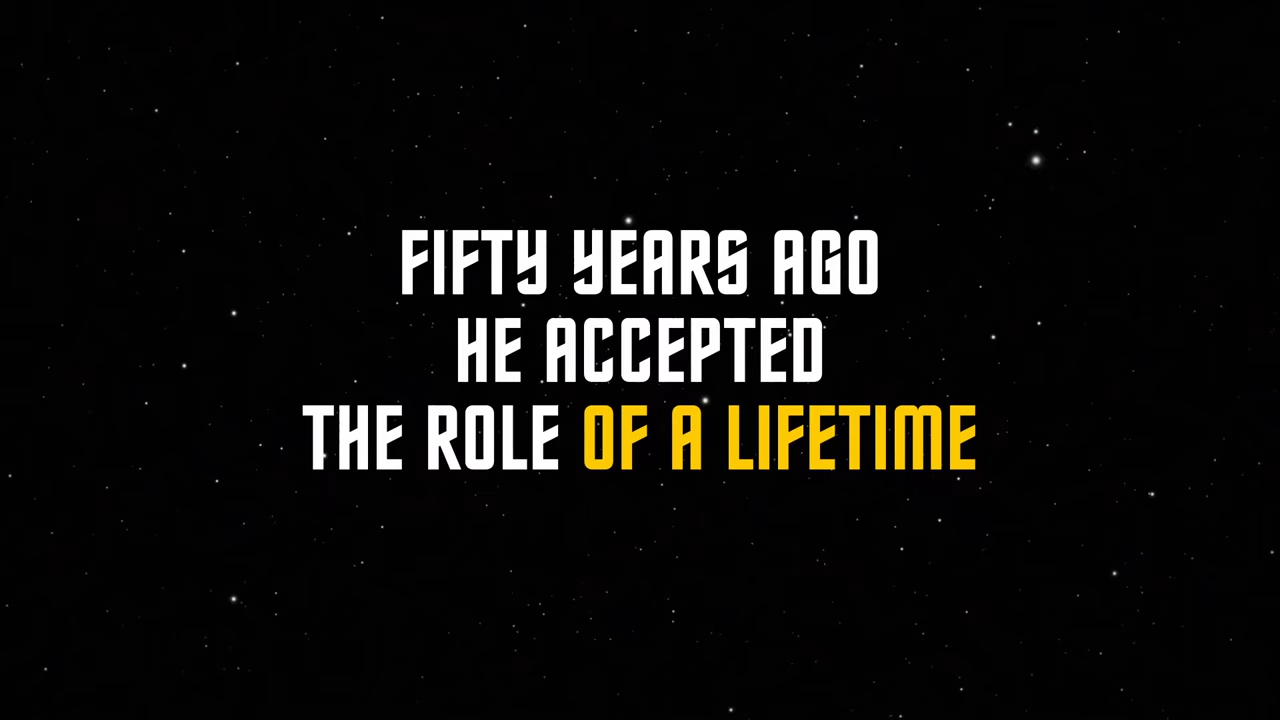 FIFTY YEARS AGO
HE ACCEPTED
THE ROLE OF A LIFETIME